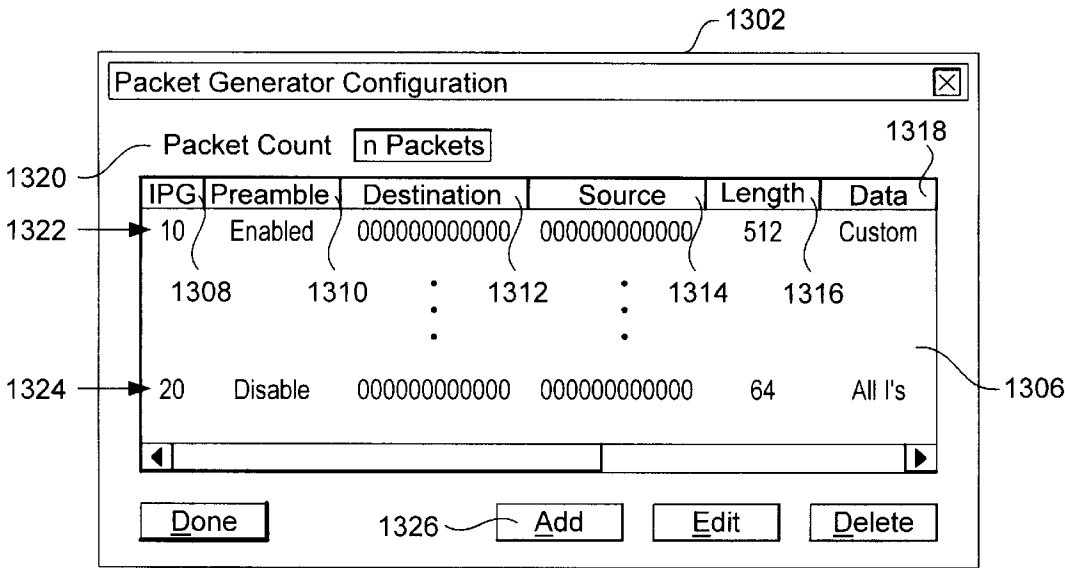 1302
Packet Generator Configuration
1318
Packet Count n Packets
1320
IPG Preamble Destination Source Length Data
1322 10 Enabled 000000000000 000000000000 512 Custom
1308 1310 1312 1314 1316
1324 20 Disable 000000000000 000000000000 64 All I's
1306
Done 1326 Add Edit Delete